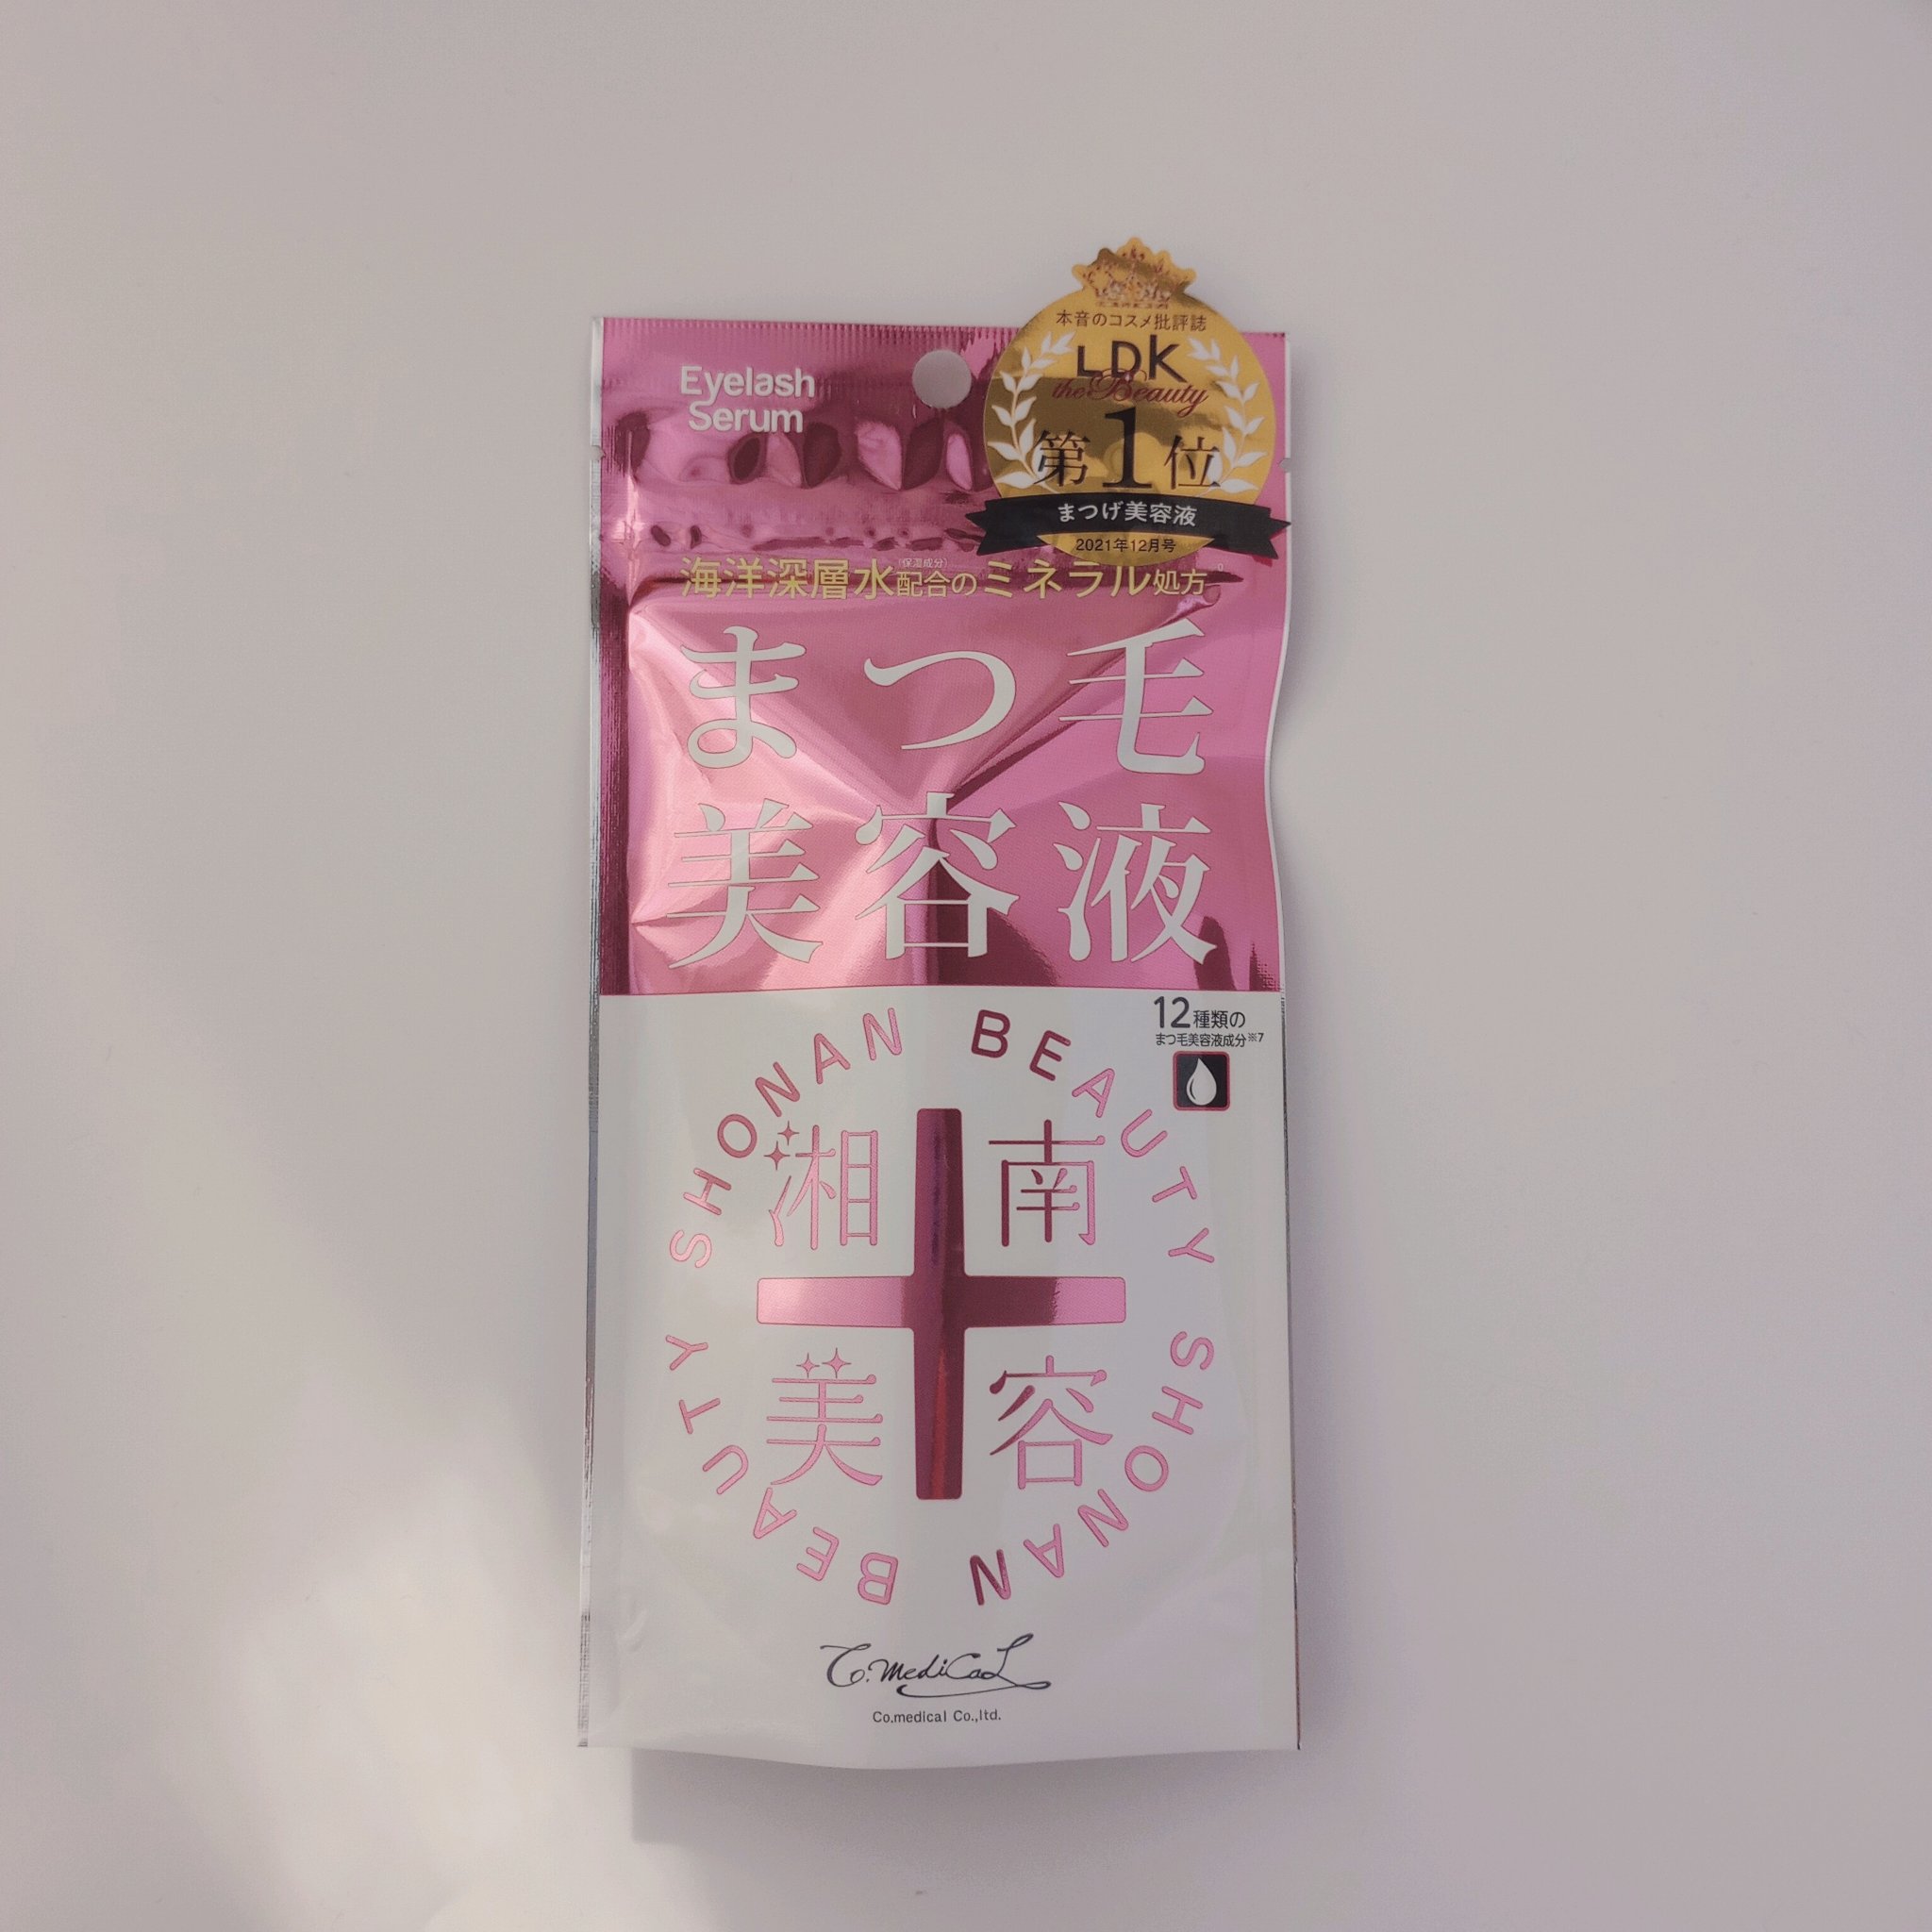 本音のコスメ批評誌
LDK
the Beauty
第1位
まつげ美容液
2021年12月号
Eyelash
Serum
(保湿成分)
海洋深層水配合のミネラル処方
まつ毛
美容液
12種類の
まつ毛美容液成分※7
SHONAN BEAUTY SHONAN BEAUTY
湘南
美容
Co.medical
Co.medical Co.,ltd.